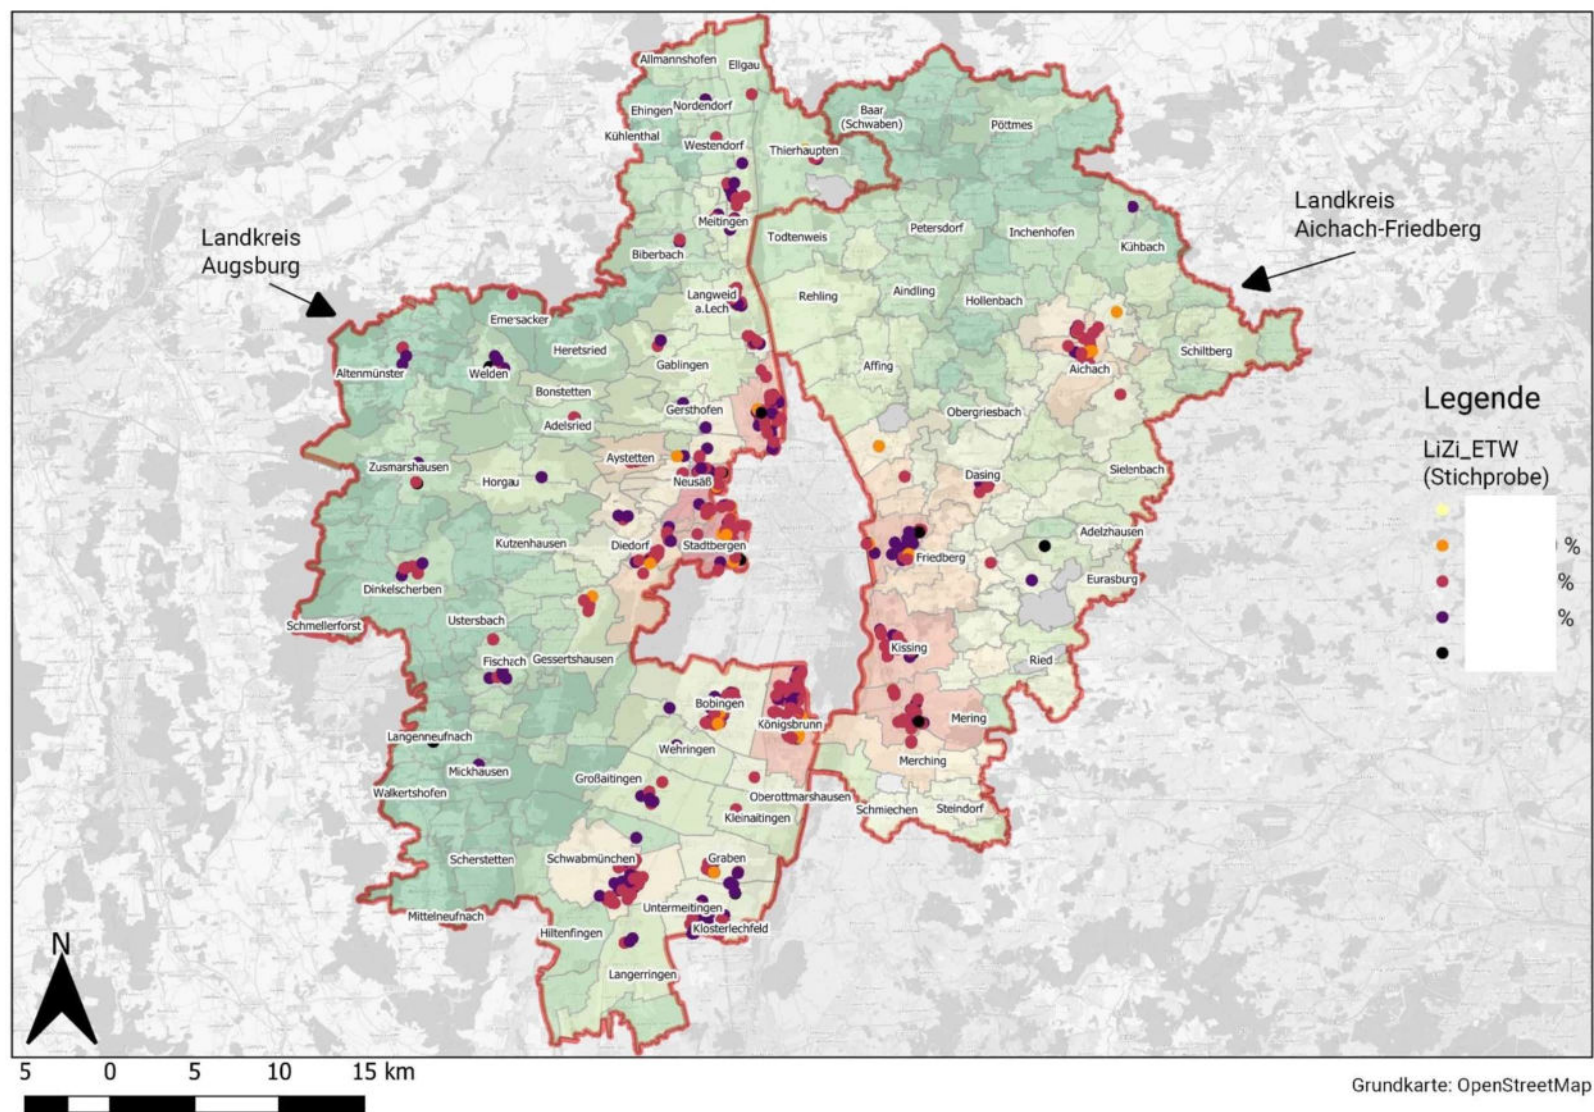 Allmannshofen
Ellgau
Ehingen
Nordendorf
Baar
(Schwaben)
Pöttmes
Kühlenthal
Westendorf
Thierhaupten
Landkreis
Augsburg
Landkreis
Aichach-Friedberg
Meitingen
Todtenweis
Petersdorf
Inchenhofen
Kühbach
Biberbach
Langweid
a.Lech
Rehling
Aindling
Hollenbach
Emersacker
Heretsried
Gablingen
Affing
Schiltberg
Altenmünster
Welden
Aichach
Bonstetten
Gersthofen
Obergriesbach
Adelsried
Legende
LiZi_ETW
(Stichprobe)
%
%
%
Zusmarshausen
Aystetten
Horgau
Neusäß
Dasing
Sielenbach
Kutzenhausen
Diedorf
Stadtbergen
Friedberg
Adelzhausen
Eurasburg
Dinkelscherben
Schmellerforst
Ustersbach
Fischach
Gessertshausen
Kissing
Ried
Bobingen
Königsbrunn
Mering
Langenneufnach
Wehringen
Merching
Mickhausen
Großaitingen
Walkertshofen
Oberottmarshausen
Kleinaitingen
Schmiechen
Steindorf
Scherstetten
Schwabmünchen
Graben
Mittelneufnach
Untermeitingen
Hiltenfingen
Klosterlechfeld
Langerringen
N
5 0 5 10 15 km
Grundkarte: OpenStreetMap